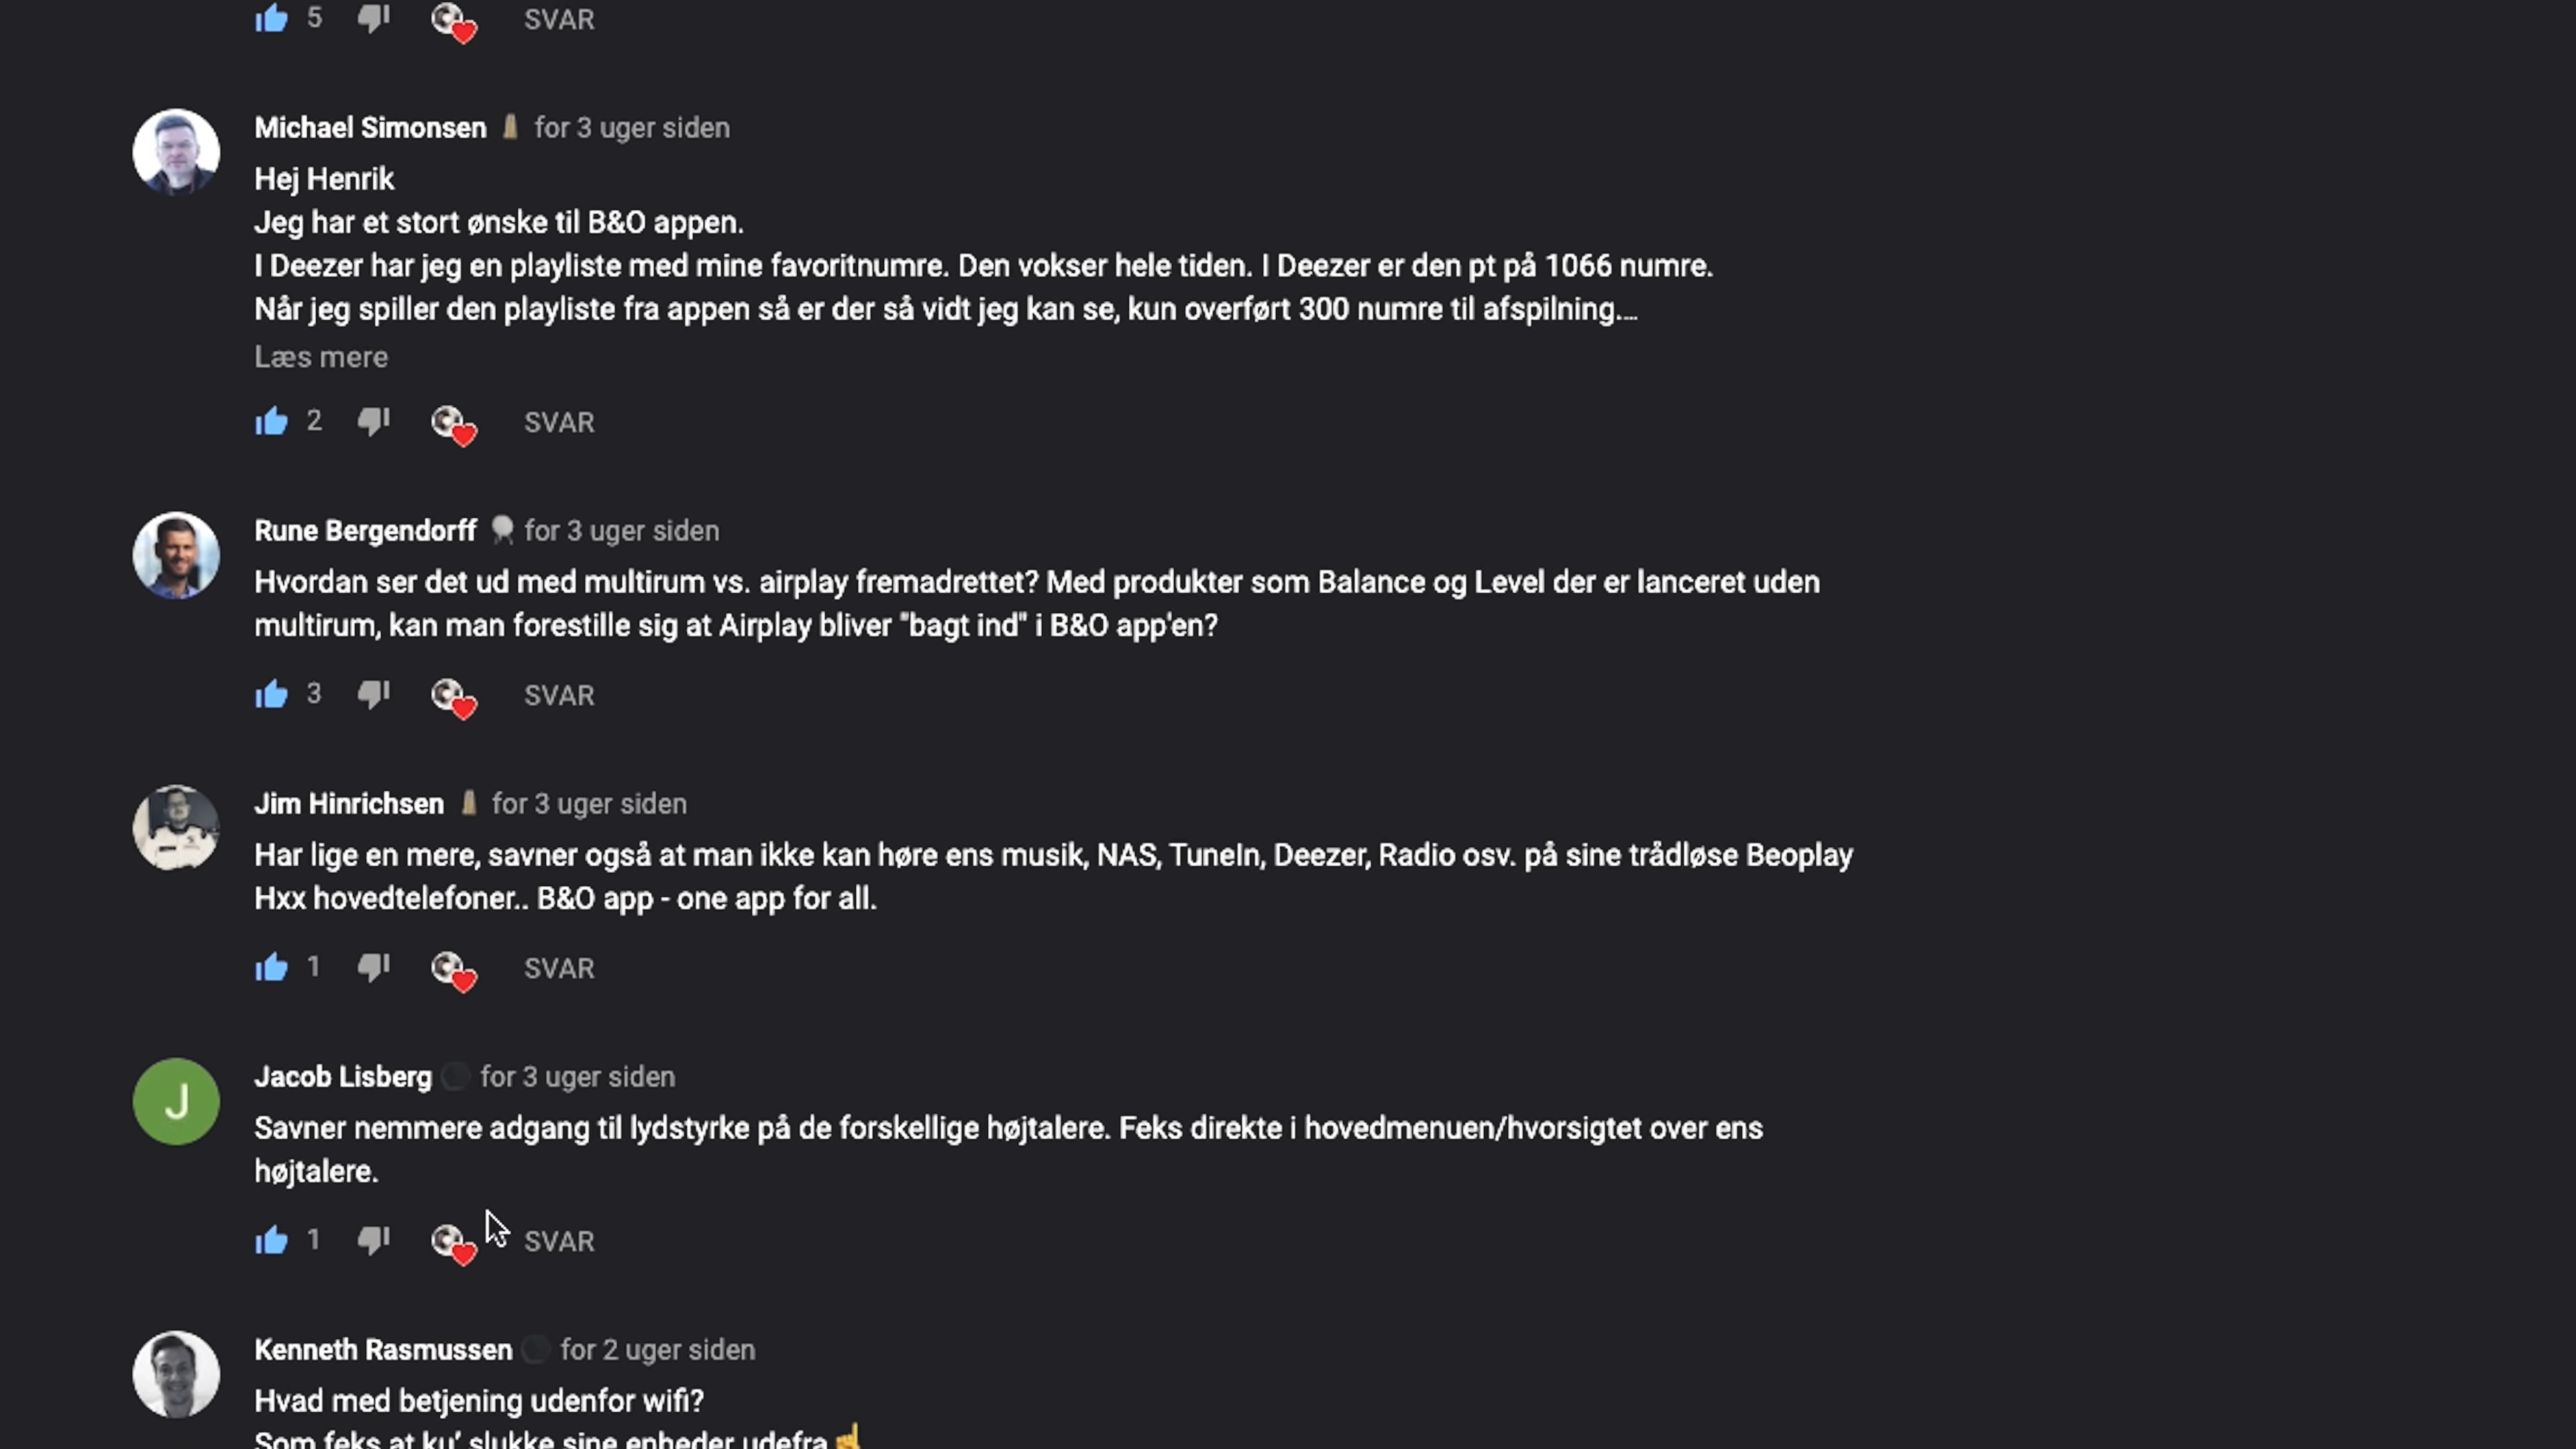 5 SVAR
Michael Simonsen for 3 uger siden
Hej Henrik
Jeg har et stort ønske til B&O appen.
I Deezer har jeg en playliste med mine favoritnumre. Den vokser hele tiden. I Deezer er den pt på 1066 numre.
Når jeg spiller den playliste fra appen så er der så vidt jeg kan se, kun overført 300 numre til afspilning.…
Læs mere
2 SVAR
Rune Bergendorff for 3 uger siden
Hvordan ser det ud med multirum vs. airplay fremadrettet? Med produkter som Balance og Level der er lanceret uden
multirum, kan man forestille sig at Airplay bliver "bagt ind" i B&O app'en?
3 SVAR
Jim Hinrichsen for 3 uger siden
Har lige en mere, savner også at man ikke kan høre ens musik, NAS, TuneIn, Deezer, Radio osv. på sine trådløse Beoplay
Hxx hovedtelefoner.. B&O app - one app for all.
1 SVAR
J
Jacob Lisberg for 3 uger siden
Savner nemmere adgang til lydstyrke på de forskellige højtalere. Feks direkte i hovedmenuen/hvorsigtet over ens
højtalere.
1 SVAR
Kenneth Rasmussen for 2 uger siden
Hvad med betjening udenfor wifi?
Som feks at ku' slukke sine enheder udefra☝️